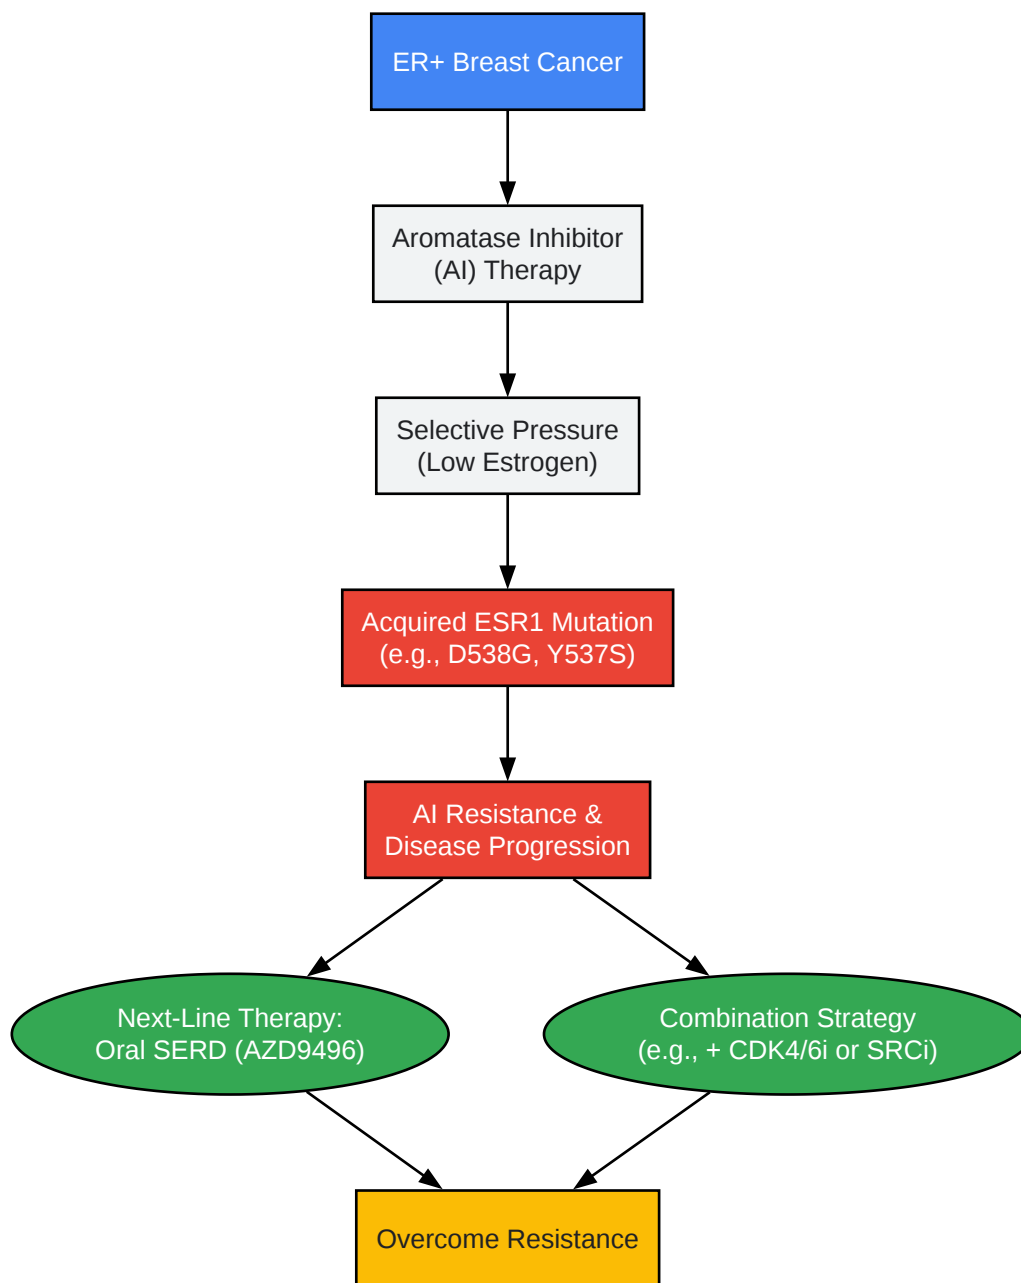 ER+ Breast Cancer
Aromatase Inhibitor
(AI) Therapy
Selective Pressure
(Low Estrogen)
Acquired ESR1 Mutation
(e.g., D538G, Y537S)
AI Resistance &
Disease Progression
Next-Line Therapy:
Oral SERD (AZD9496)
Combination Strategy
(e.g., + CDK4/6i or SRCi)
Overcome Resistance